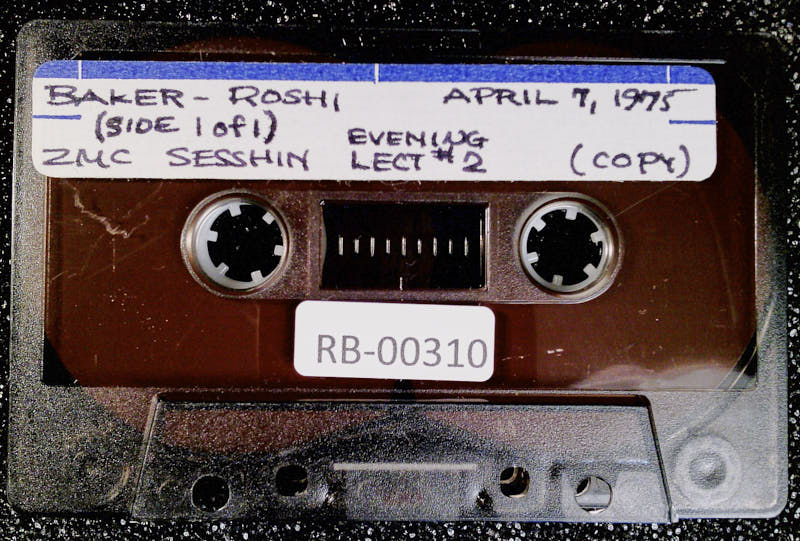 BAKER-ROSHI APRIL 7, 1975
(SIDE 1 of 1) EVENING
ZMC SESSHIN LECT #2 (COPY)
RB-00310